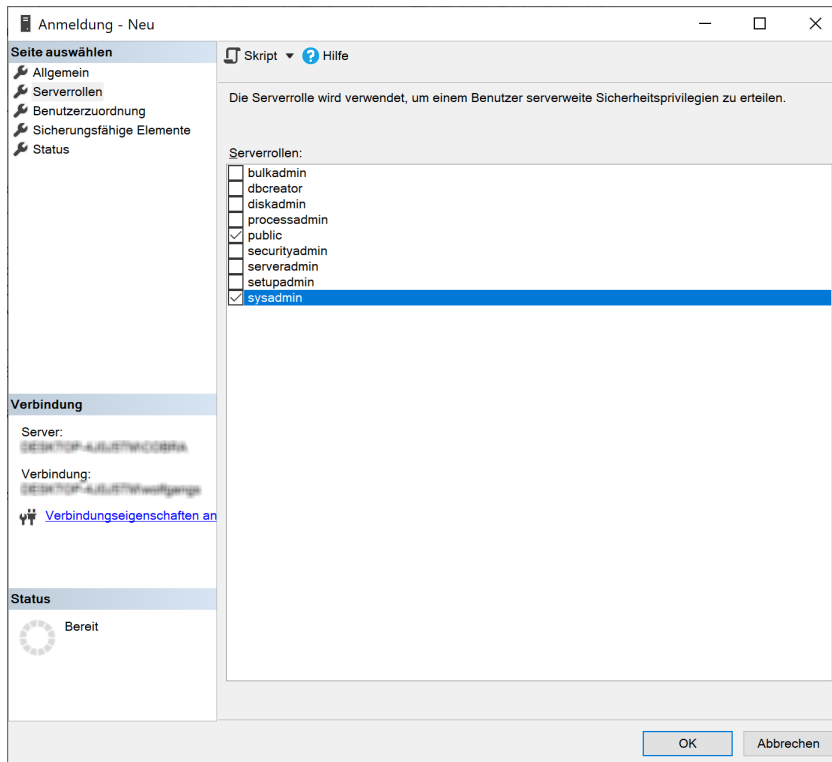 Anmeldung - Neu
Seite auswählen
Allgemein
Serverrollen
Benutzerzuordnung
Sicherungsfähige Elemente
Status
Skript
Hilfe
Die Serverrolle wird verwendet, um einem Benutzer serverweite Sicherheitsprivilegien zu erteilen.
Serverrollen:
bulkadmin
dbcreator
diskadmin
processadmin
public
securityadmin
serveradmin
setupadmin
sysadmin
Verbindung
Server:
Verbindung:
Verbindungseigenschaften an
Status
Bereit
OK
Abbrechen